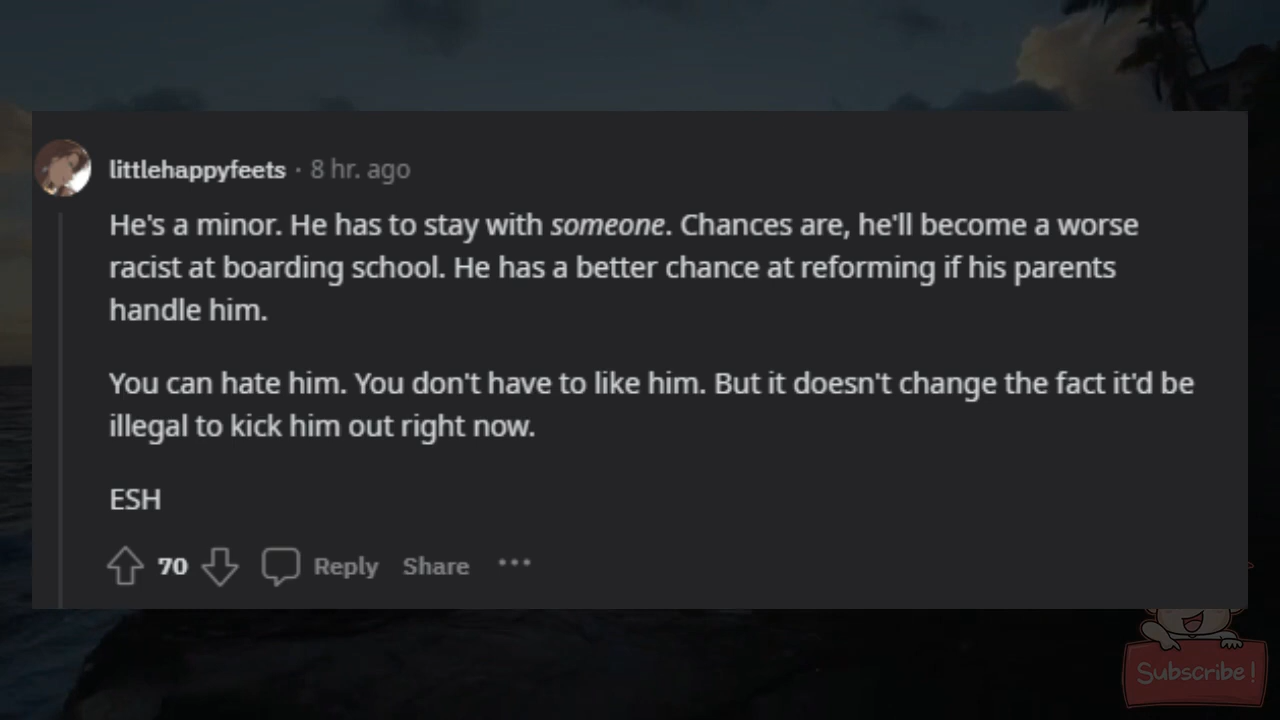 littlehappyfeets · 8 hr. ago
He's a minor. He has to stay with someone. Chances are, he'll become a worse
racist at boarding school. He has a better chance at reforming if his parents
handle him.
You can hate him. You don't have to like him. But it doesn't change the fact it'd be
illegal to kick him out right now.
ESH
70 Reply Share ···
Subscribe!